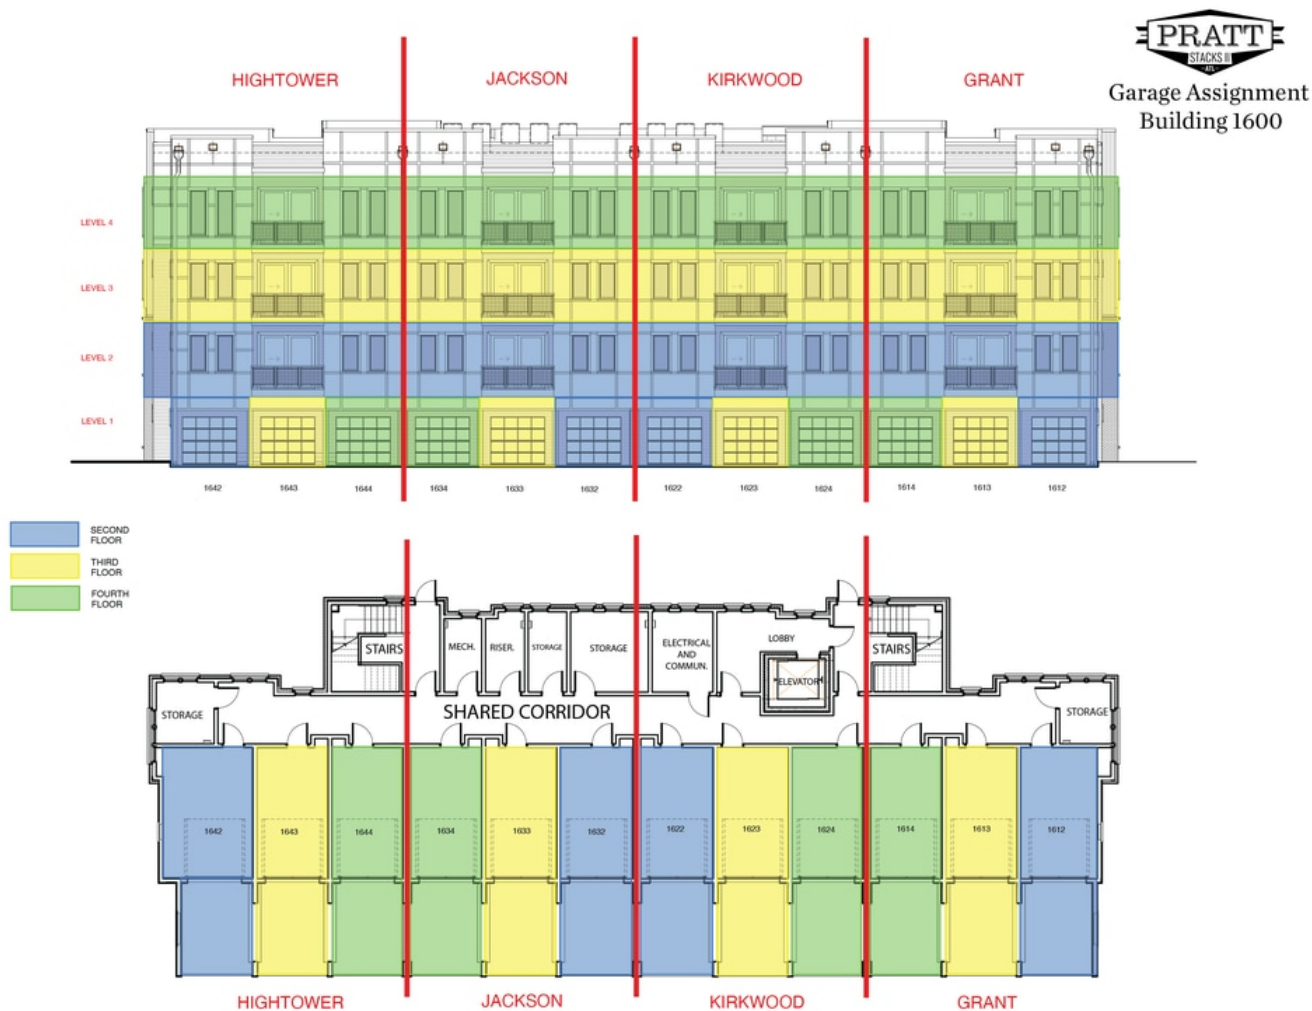 PRATT
STACKS III
-ATL-
Garage Assignment
Building 1600
HIGHTOWER
JACKSON
KIRKWOOD
GRANT
LEVEL 4
LEVEL 3
LEVEL 2
LEVEL 1
1642
1643
1644
1634
1633
1632
1622
1623
1624
1614
1613
1612
SECOND
FLOOR
THIRD
FLOOR
FOURTH
FLOOR
STAIRS
MECH.
RISER.
STORAGE
STORAGE
ELECTRICAL
AND
COMMUN.
LOBBY
ELEVATOR
STAIRS
STORAGE
SHARED CORRIDOR
STORAGE
1642
1643
1644
1634
1633
1632
1622
1623
1624
1614
1613
1612
HIGHTOWER
JACKSON
KIRKWOOD
GRANT